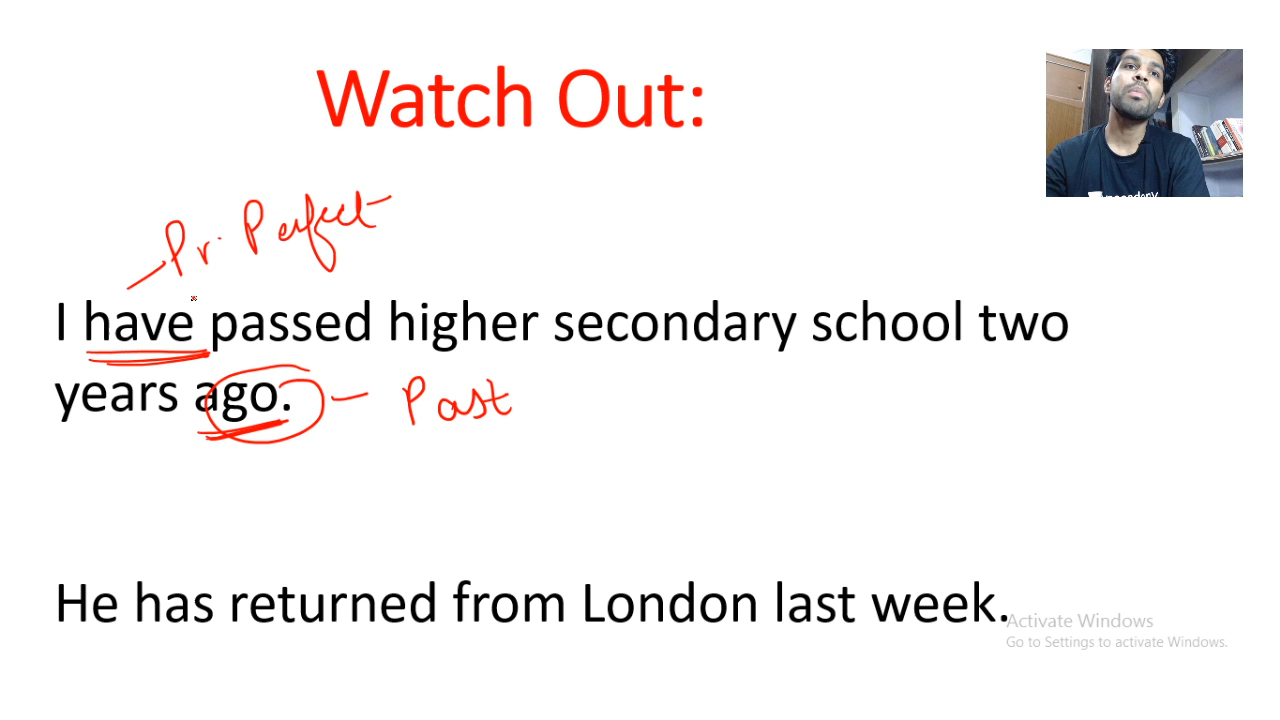 Watch Out:
Pr. Perfect
I have passed higher secondary school two
years ago. - Past
He has returned from London last week.
Activate Windows
Go to Settings to activate Windows.